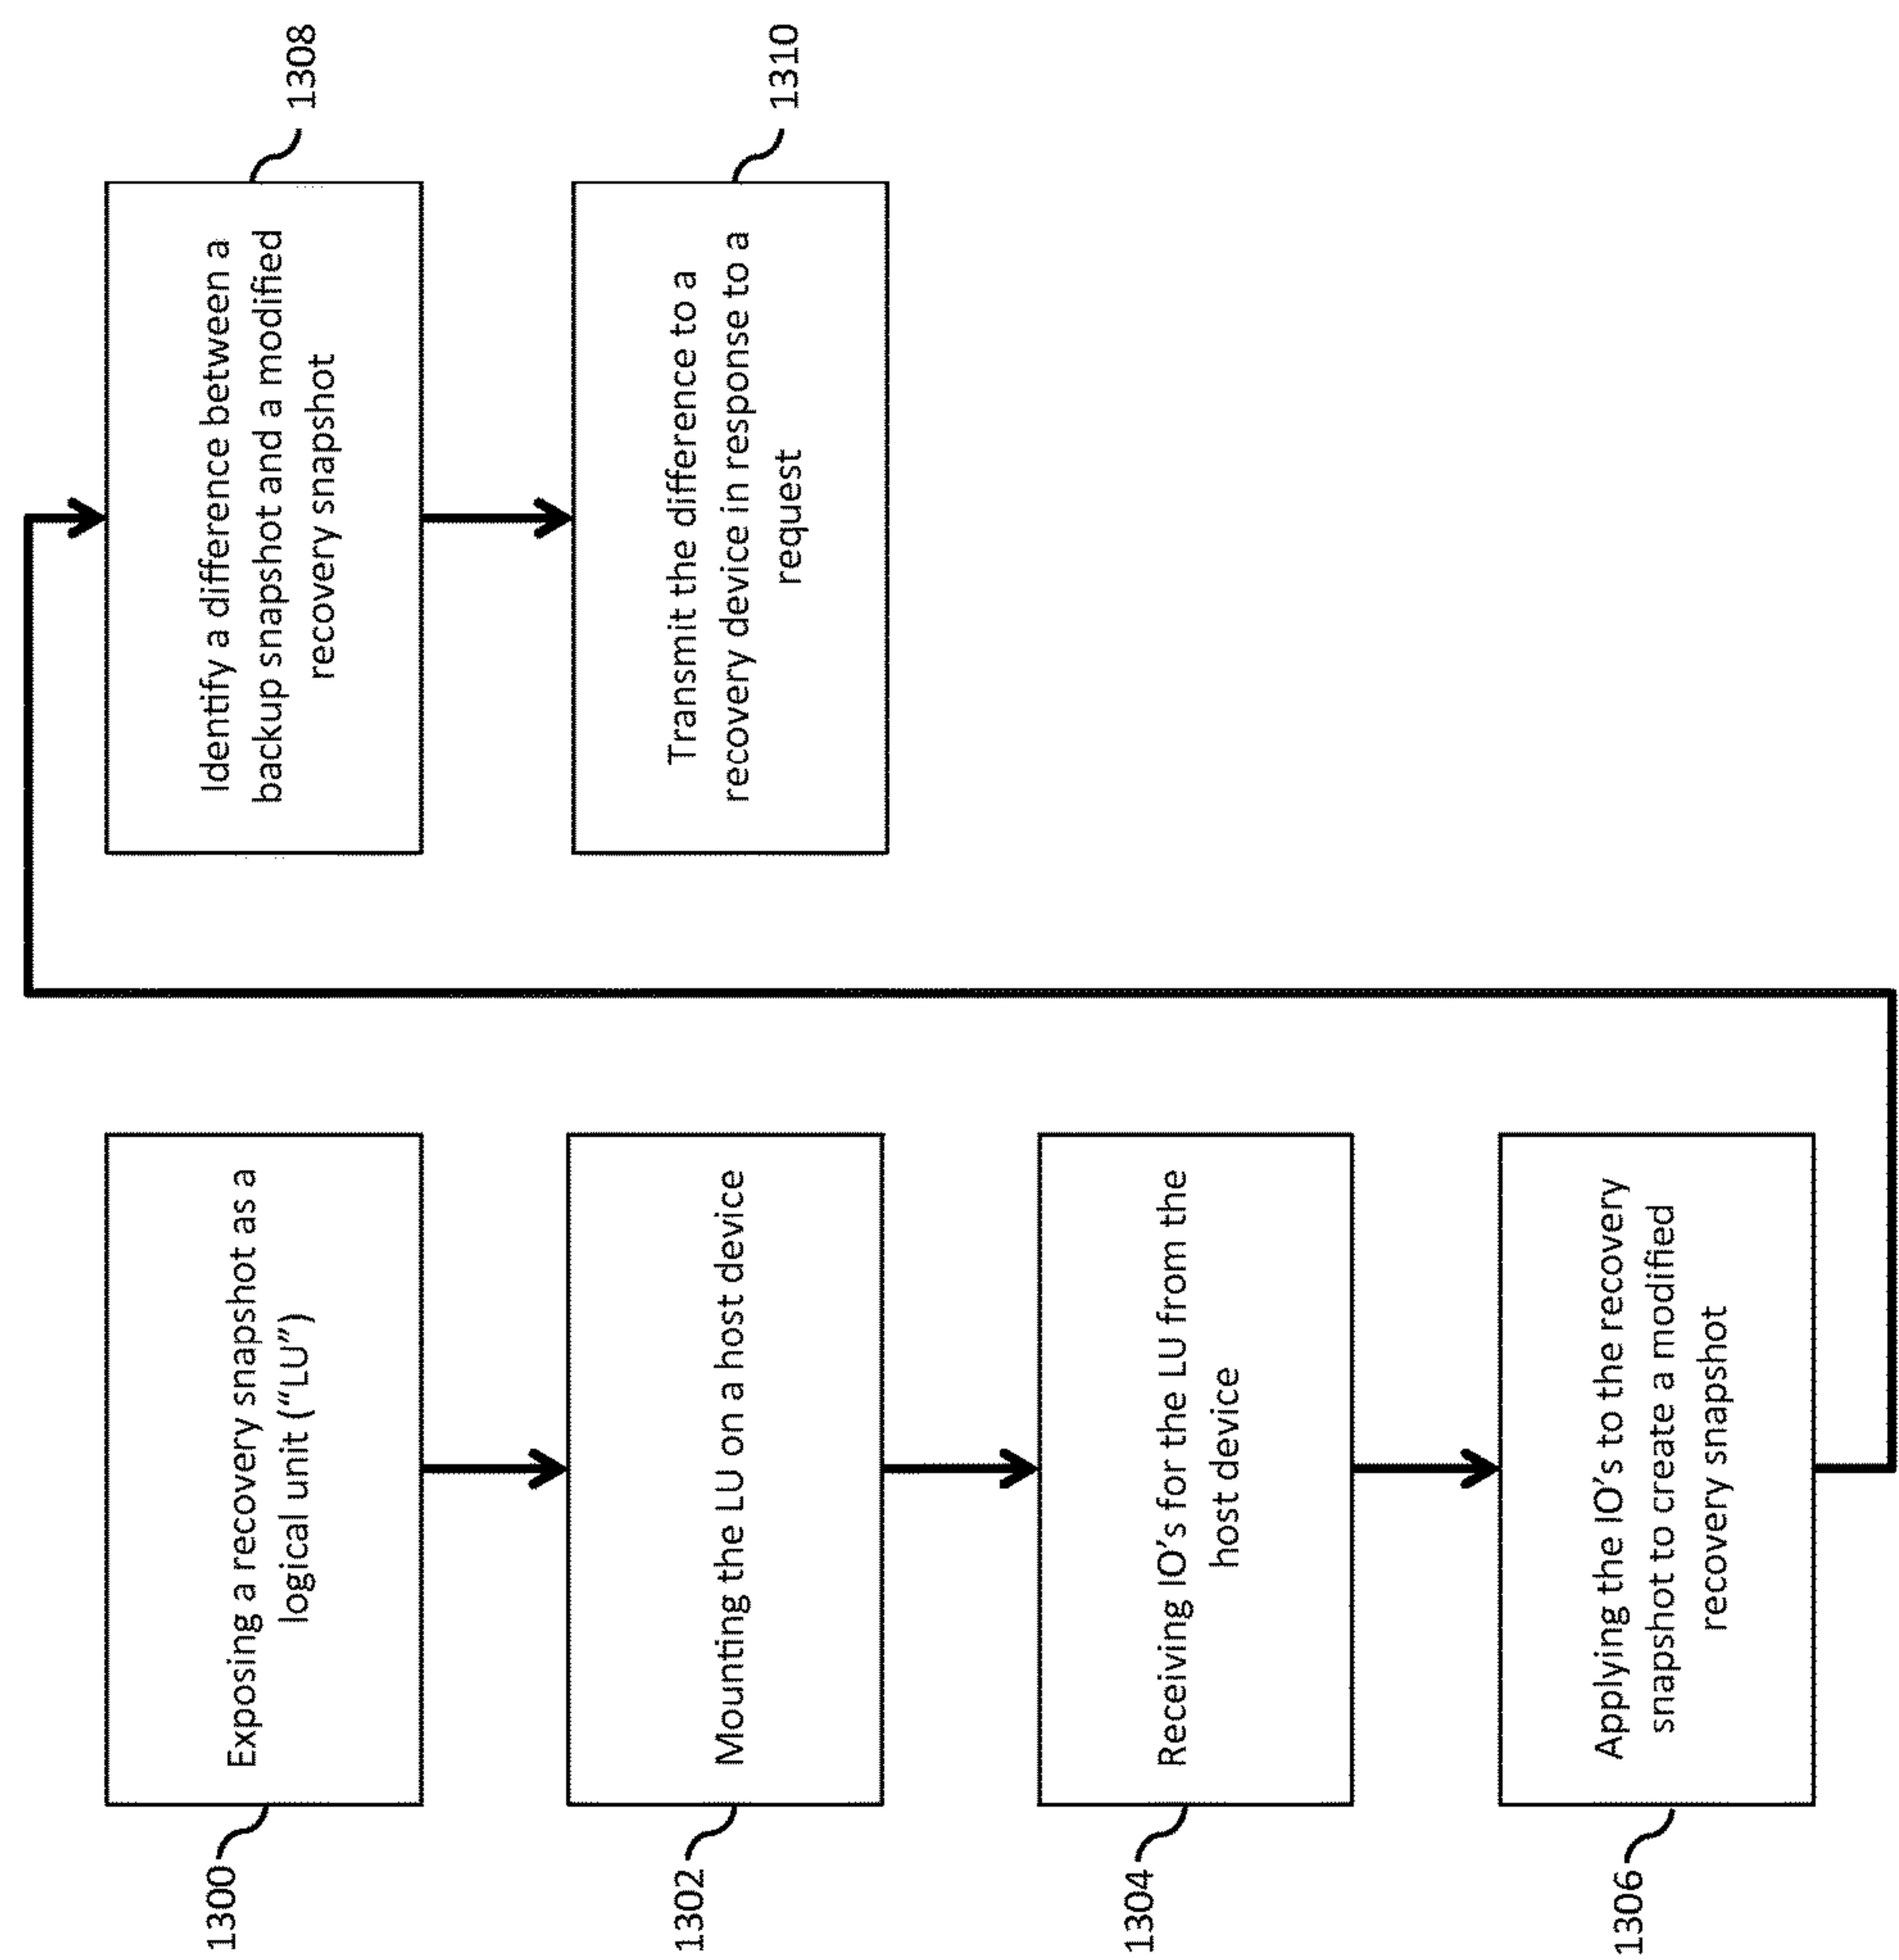 1300
Exposing a recovery snapshot as a
logical unit (“LU”)
1302
Mounting the LU on a host device
1304
Receiving IO’s for the LU from the
host device
1306
Applying the IO’s to the recovery
snapshot to create a modified
recovery snapshot
1308
Identify a difference between a
backup snapshot and a modified
recovery snapshot
1310
Transmit the difference to a
recovery device in response to a
request